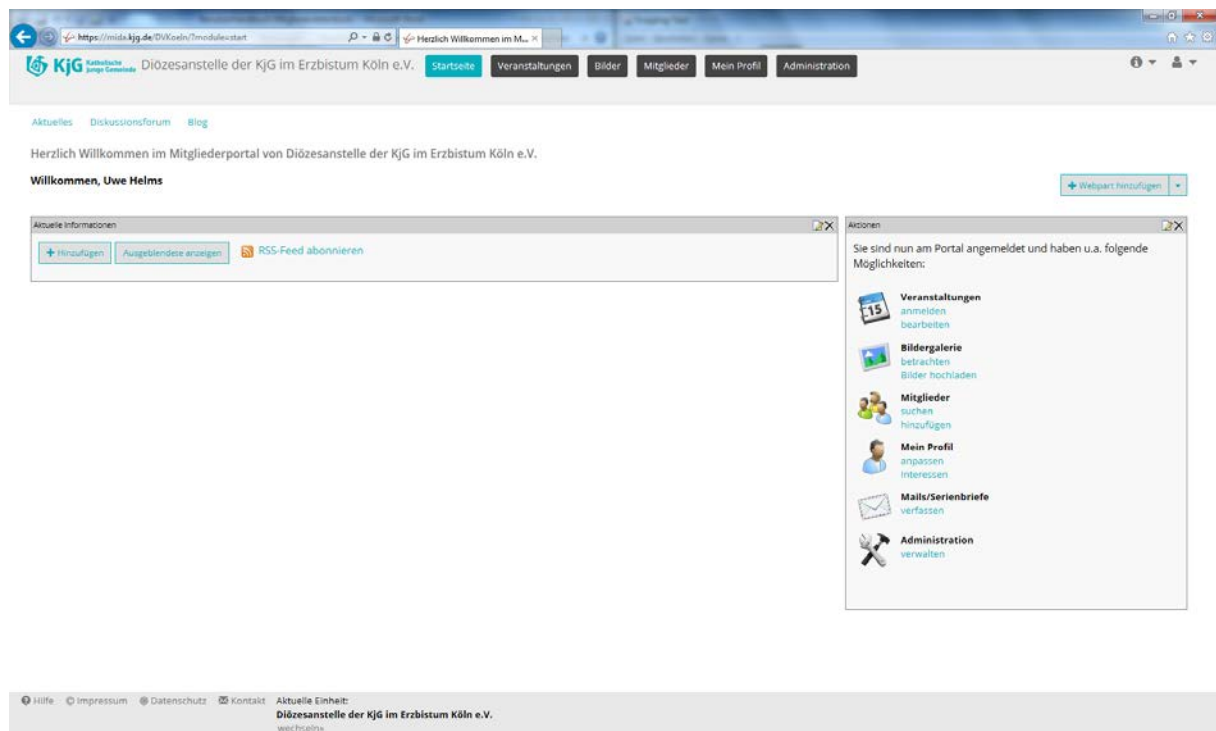 https://mida.kjg.de/DVKoeln/?module=start
Herzlich Willkommen im M...
KjG Katholische junge Gemeinde Diözesanstelle der KjG im Erzbistum Köln e.V. Startseite Veranstaltungen Bilder Mitglieder Mein Profil Administration
Aktuelles Diskussionsforum Blog
Herzlich Willkommen im Mitgliederportal von Diözesanstelle der KjG im Erzbistum Köln e.V.
Willkommen, Uwe Helms
Webpart hinzufügen
Aktuelle Informationen
Hinzufügen Ausgeblendete anzeigen RSS-Feed abonnieren
Aktionen
Sie sind nun am Portal angemeldet und haben u.a. folgende
Möglichkeiten:
15
Veranstaltungen
anmelden
bearbeiten
Bildergalerie
betrachten
Bilder hochladen
Mitglieder
suchen
hinzufügen
Mein Profil
anpassen
Interessen
Mails/Serienbriefe
verfassen
Administration
verwalten
Hilfe © Impressum Datenschutz Kontakt Aktuelle Einheit:
Diözesanstelle der KjG im Erzbistum Köln e.V.
wechseln»